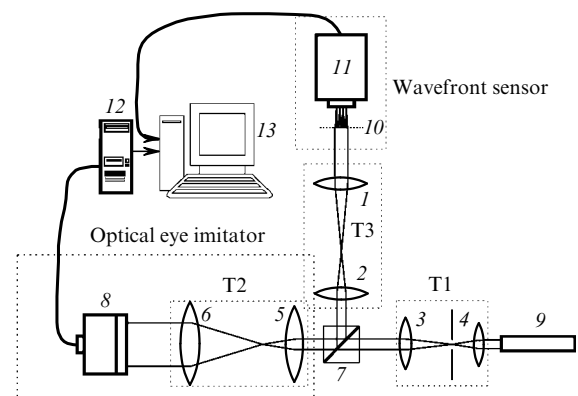 11
Wavefront sensor
12
13
10
1
T3
Optical eye imitator
2
T2
T1
8
6
5
3
4
9
7